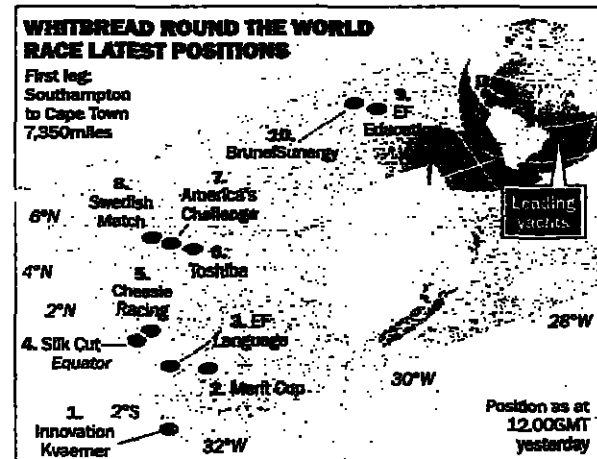 WHITBREAD ROUND THE WORLD
RACE LATEST POSITIONS
First leg:
Southampton
to Cape Town
7,350miles
9.
EF
Education
10.
BrunelSunergy
7.
America's
Challenge
8.
Swedish
Match
6.
Toshiba
Leading
yachts
6°N
4°N
2°N
5.
Chessie
Racing
4. Silk Cut
Equator
3. EF
Language
2. Merit Cup
28°W
30°W
1.
Innovation
Kvaerner
2°S
32°W
Position as at
12.00GMT
yesterday